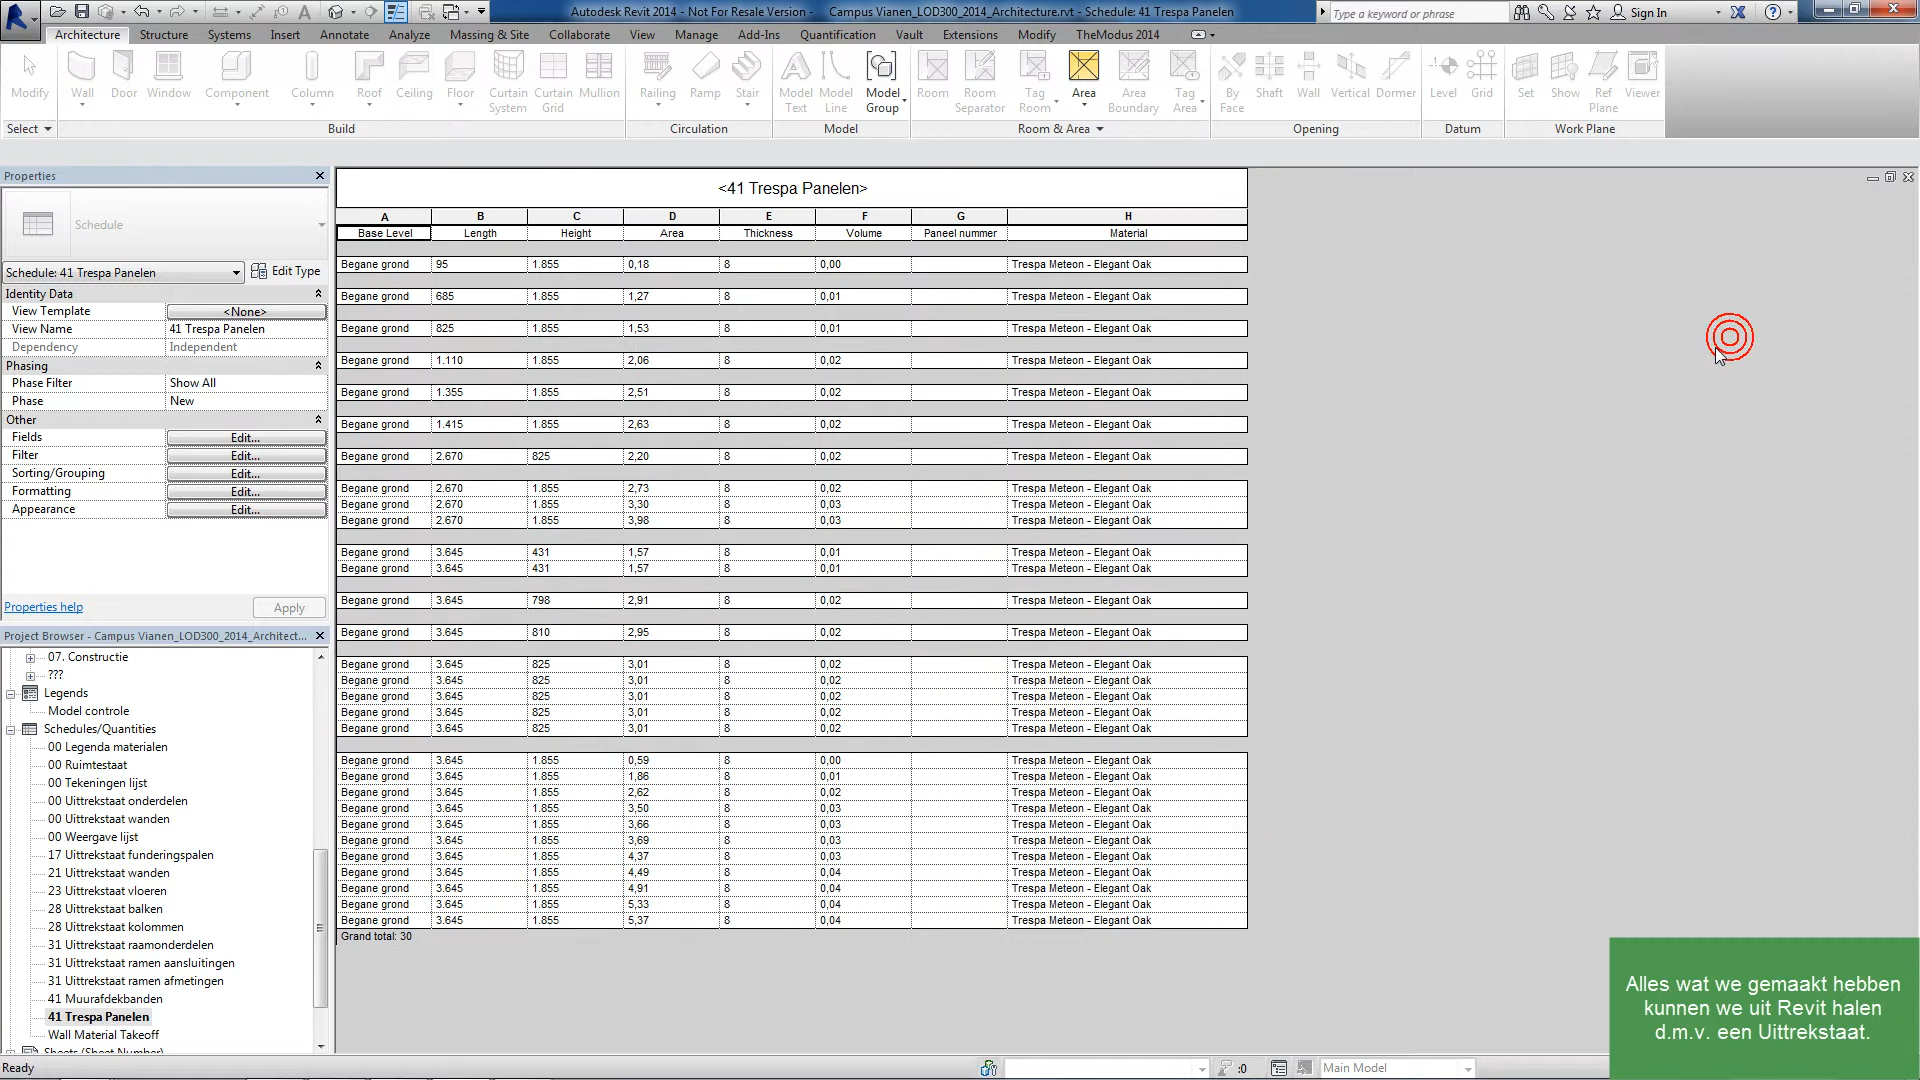 Autodesk Revit 2014 - Not For Resale Version - Campus Vianen_LOD300_2014_Architecture.rvt - Schedule: 41 Trespa Panelen
Type a keyword or phrase
Sign In
Architecture Structure Systems Insert Annotate Analyze Massing & Site Collaborate View Manage Add-Ins Quantification Vault Extensions Modify TheModus 2014
Modify Wall Door Window Component Column Roof Ceiling Floor Curtain System Curtain Grid Mullion Railing Ramp Stair Model Text Model Line Model Group Room Room Separator Tag Room Area Area Boundary Tag Area By Face Shaft Wall Vertical Dormer Level Grid Set Show Ref Plane Viewer
Select Build Circulation Model Room & Area Opening Datum Work Plane
Properties
Schedule
Schedule: 41 Trespa Panelen Edit Type
Identity Data
View Template <None>
View Name 41 Trespa Panelen
Dependency Independent
Phasing
Phase Filter Show All
Phase New
Other
Fields Edit...
Filter Edit...
Sorting/Grouping Edit...
Formatting Edit...
Appearance Edit...
Properties help Apply
Project Browser - Campus Vianen_LOD300_2014_Architect...
07. Constructie
???
Legends
Model controle
Schedules/Quantities
00 Legenda materialen
00 Ruimtestaat
00 Tekeningen lijst
00 Uittrekstaat onderdelen
00 Uittrekstaat wanden
00 Weergave lijst
17 Uittrekstaat funderingspalen
21 Uittrekstaat wanden
23 Uittrekstaat vloeren
28 Uittrekstaat balken
28 Uittrekstaat kolommen
31 Uittrekstaat raamonderdelen
31 Uittrekstaat ramen aansluitingen
31 Uittrekstaat ramen afmetingen
41 Muurafdekbanden
41 Trespa Panelen
Wall Material Takeoff
Sheets (Sheet Number)
<41 Trespa Panelen>
A B C D E F G H
Base Level Length Height Area Thickness Volume Paneel nummer Material
Begane grond 95 1.855 0,18 8 0,00 Trespa Meteon - Elegant Oak
Begane grond 685 1.855 1,27 8 0,01 Trespa Meteon - Elegant Oak
Begane grond 825 1.855 1,53 8 0,01 Trespa Meteon - Elegant Oak
Begane grond 1.110 1.855 2,06 8 0,02 Trespa Meteon - Elegant Oak
Begane grond 1.355 1.855 2,51 8 0,02 Trespa Meteon - Elegant Oak
Begane grond 1.415 1.855 2,63 8 0,02 Trespa Meteon - Elegant Oak
Begane grond 2.670 825 2,20 8 0,02 Trespa Meteon - Elegant Oak
Begane grond 2.670 1.855 2,73 8 0,02 Trespa Meteon - Elegant Oak
Begane grond 2.670 1.855 3,30 8 0,03 Trespa Meteon - Elegant Oak
Begane grond 2.670 1.855 3,98 8 0,03 Trespa Meteon - Elegant Oak
Begane grond 3.645 431 1,57 8 0,01 Trespa Meteon - Elegant Oak
Begane grond 3.645 431 1,57 8 0,01 Trespa Meteon - Elegant Oak
Begane grond 3.645 798 2,91 8 0,02 Trespa Meteon - Elegant Oak
Begane grond 3.645 810 2,95 8 0,02 Trespa Meteon - Elegant Oak
Begane grond 3.645 825 3,01 8 0,02 Trespa Meteon - Elegant Oak
Begane grond 3.645 825 3,01 8 0,02 Trespa Meteon - Elegant Oak
Begane grond 3.645 825 3,01 8 0,02 Trespa Meteon - Elegant Oak
Begane grond 3.645 825 3,01 8 0,02 Trespa Meteon - Elegant Oak
Begane grond 3.645 825 3,01 8 0,02 Trespa Meteon - Elegant Oak
Begane grond 3.645 1.855 0,59 8 0,00 Trespa Meteon - Elegant Oak
Begane grond 3.645 1.855 1,86 8 0,01 Trespa Meteon - Elegant Oak
Begane grond 3.645 1.855 2,62 8 0,02 Trespa Meteon - Elegant Oak
Begane grond 3.645 1.855 3,50 8 0,03 Trespa Meteon - Elegant Oak
Begane grond 3.645 1.855 3,66 8 0,03 Trespa Meteon - Elegant Oak
Begane grond 3.645 1.855 3,69 8 0,03 Trespa Meteon - Elegant Oak
Begane grond 3.645 1.855 4,37 8 0,03 Trespa Meteon - Elegant Oak
Begane grond 3.645 1.855 4,49 8 0,04 Trespa Meteon - Elegant Oak
Begane grond 3.645 1.855 4,91 8 0,04 Trespa Meteon - Elegant Oak
Begane grond 3.645 1.855 5,33 8 0,04 Trespa Meteon - Elegant Oak
Begane grond 3.645 1.855 5,37 8 0,04 Trespa Meteon - Elegant Oak
Grand total: 30
Alles wat we gemaakt hebben
kunnen we uit Revit halen
d.m.v. een Uittrekstaat.
Ready :0 Main Model